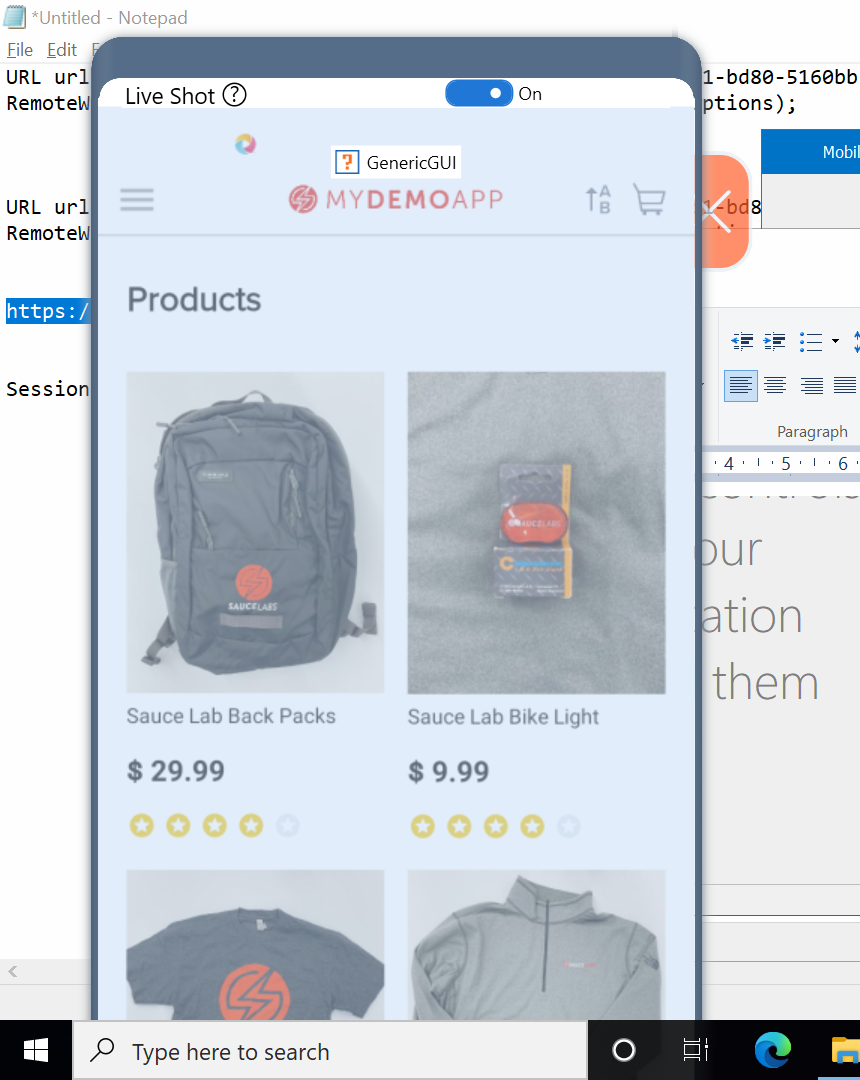 *Untitled - Notepad
File Edit
URL url
1-bd80-5160bb
RemoteW
ptions);
Live Shot ?
On
Mobil
GenericGUI
MYDEMOAPP
A
B
URL url
1-bd8
RemoteW
Products
https:/
Session
Paragraph
4 5 6
our
ation
them
SAUCELABS
SAUCELABS
Sauce Lab Back Packs
Sauce Lab Bike Light
$ 29.99
$ 9.99
Type here to search